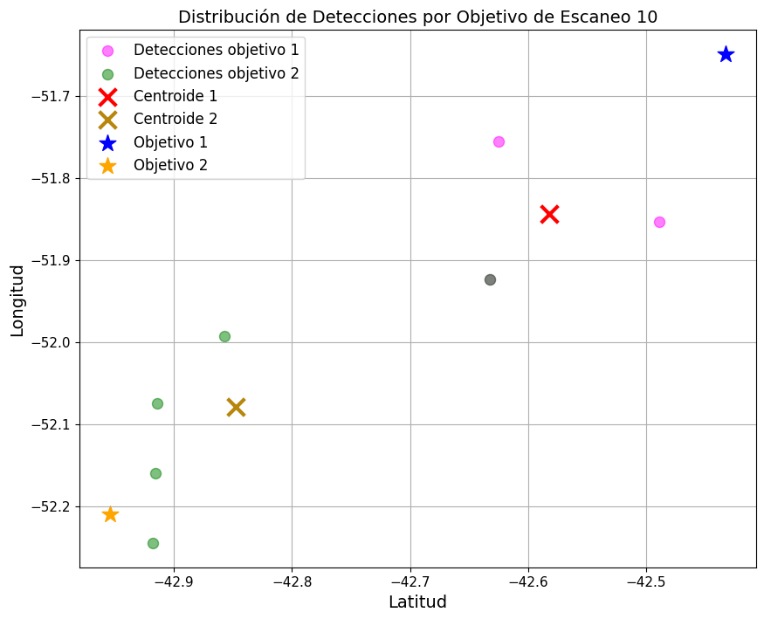 Distribución de Detecciones por Objetivo de Escaneo 10
Detecciones objetivo 1
Detecciones objetivo 2
Centroide 1
Centroide 2
Objetivo 1
Objetivo 2
Longitud
−51.7
−51.8
−51.9
−52.0
−52.1
−52.2
−42.9
−42.8
−42.7
−42.6
−42.5
Latitud